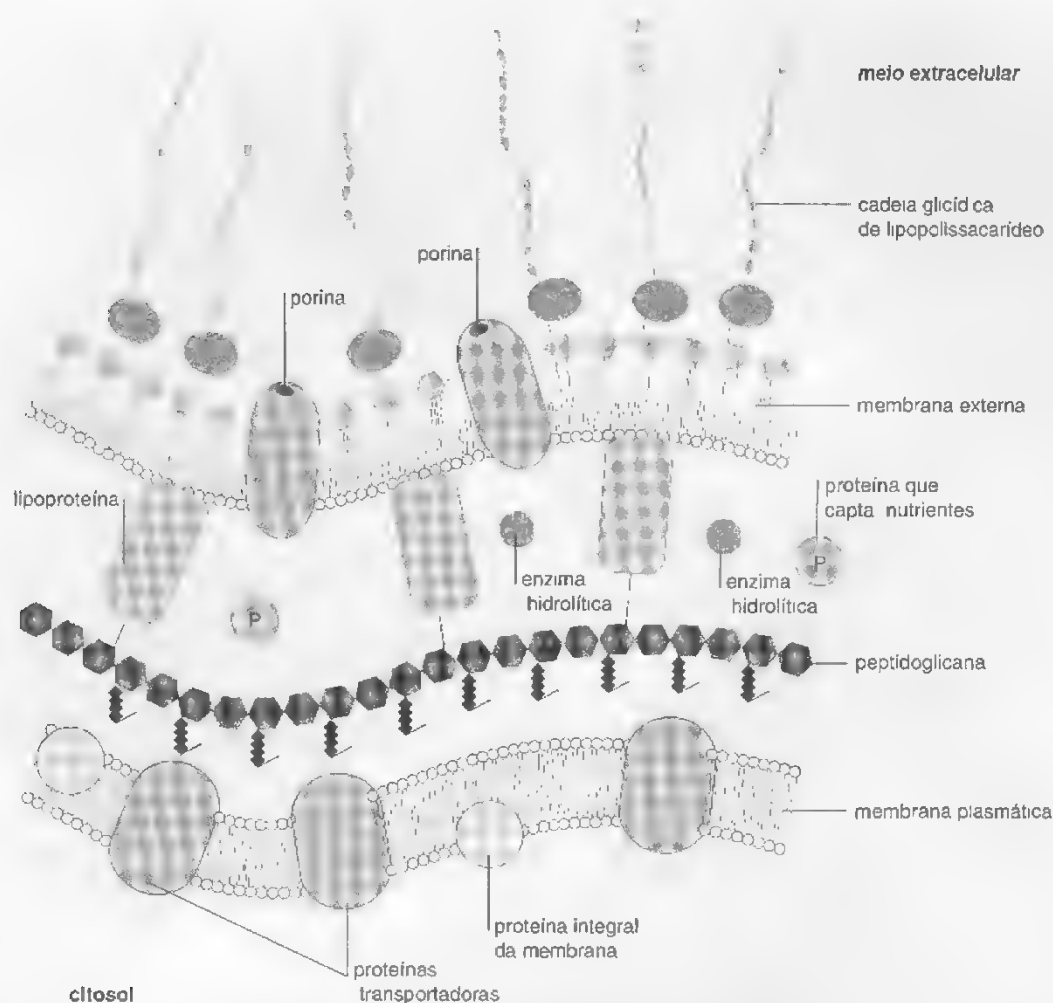 meio extracelular
cadeia glicídica
de lipopolissacarídeo
porina
porina
membrana externa
lipoproteína
proteína que
capta nutrientes
enzima
hidrolítica
enzima
hidrolítica
P
P
peptidoglicana
membrana plasmática
proteína integral
da membrana
proteínas
transportadoras
citosol